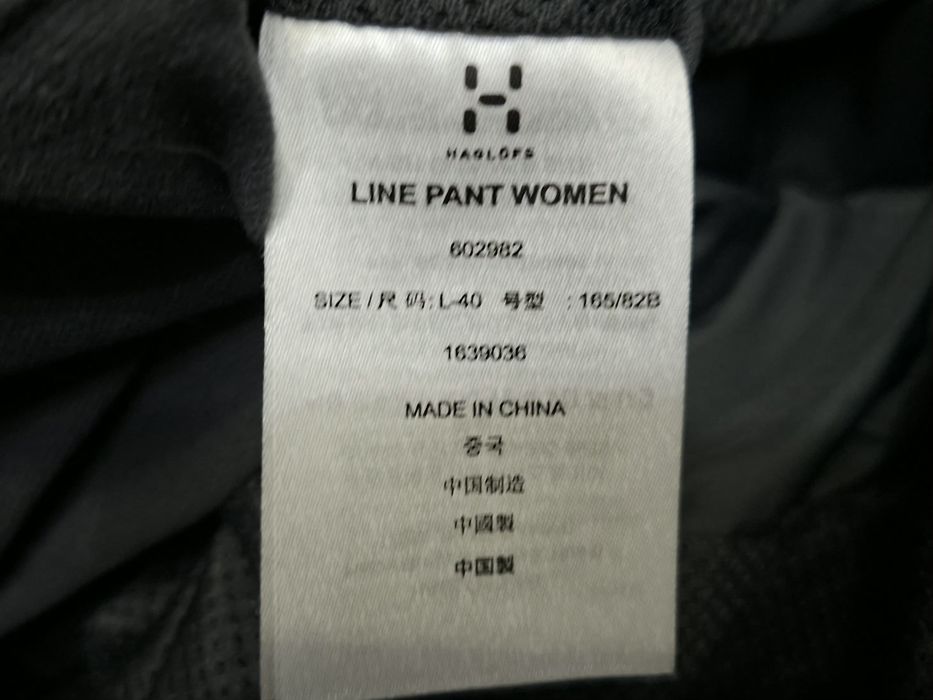 HAGLÖFS
LINE PANT WOMEN
602982
SIZE / 尺 码: L-40 号型 : 165/82B
1639036
MADE IN CHINA
중국
中国制造
中國製
中国製